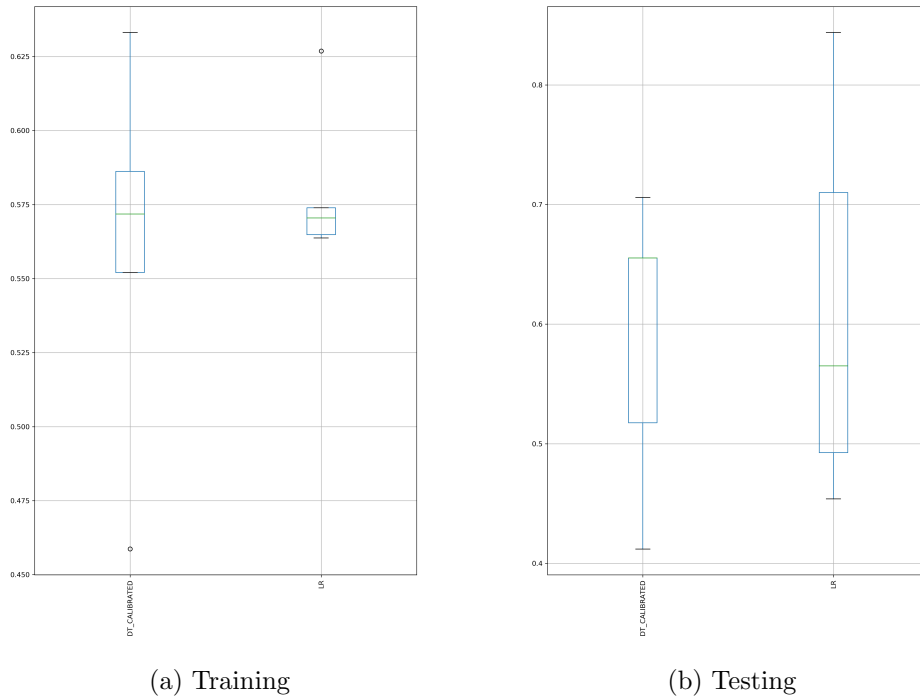 0.625
0.600
0.575
0.550
0.525
0.500
0.475
0.450
DT_CALIBRATED
LR
(a) Training
0.8
0.7
0.6
0.5
0.4
DT_CALIBRATED
LR
(b) Testing